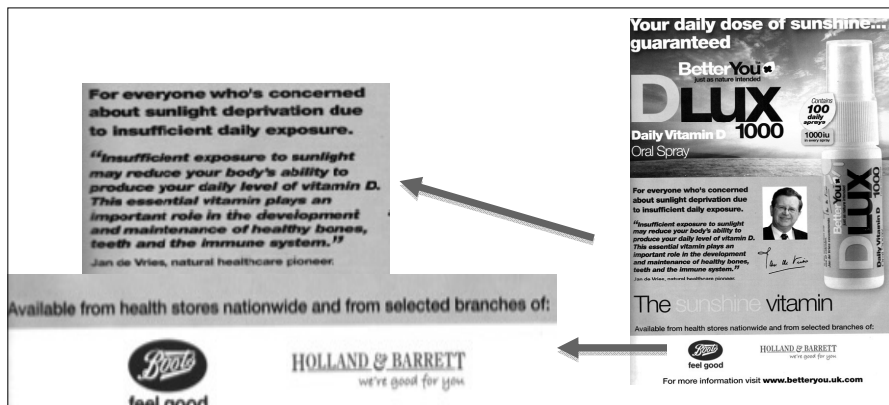 For everyone who's concerned
about sunlight deprivation due
to insufficient daily exposure.
“Insufficient exposure to sunlight
may reduce your body's ability to
produce your daily level of vitamin D.
This essential vitamin plays an
important role in the development
and maintenance of healthy bones,
teeth and the immune system.”
Jan de Vries, natural healthcare pioneer.
Available from health stores nationwide and from selected branches of:
Boots
feel good
HOLLAND & BARRETT
we're good for you
Your daily dose of sunshine...
guaranteed
BetterYou
just as nature intended
DLUX
1000
Daily Vitamin D
Oral Spray
Contains
100
daily
sprays
1000iu
in every spray
For everyone who's concerned
about sunlight deprivation due
to insufficient daily exposure.
“Insufficient exposure to sunlight
may reduce your body's ability to
produce your daily level of vitamin D.
This essential vitamin plays an
important role in the development
and maintenance of healthy bones,
teeth and the immune system.”
Jan de Vries, natural healthcare pioneer.
Jan de Vries
BetterYou
DLUX
1000
Daily Vitamin D
The sunshine vitamin
Available from health stores nationwide and from selected branches of:
Boots
feel good
HOLLAND & BARRETT
we're good for you
For more information visit www.betteryou.uk.com